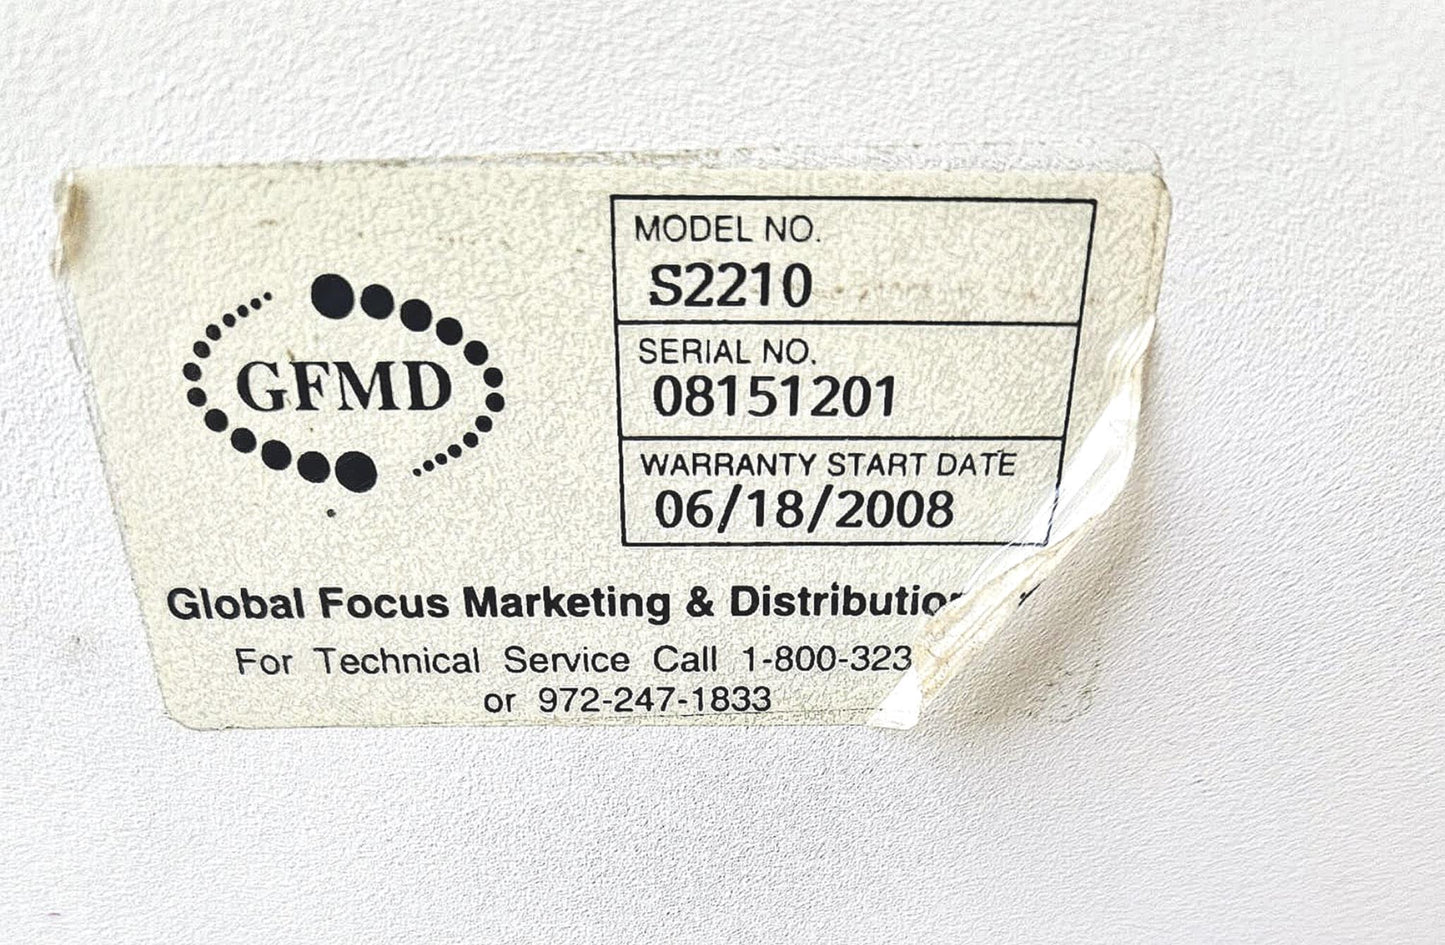 GFMD
MODEL NO.
S2210
SERIAL NO.
08151201
WARRANTY START DATE
06/18/2008
Global Focus Marketing &
For Technical Service Call 1-800-323
or 972-247-1833